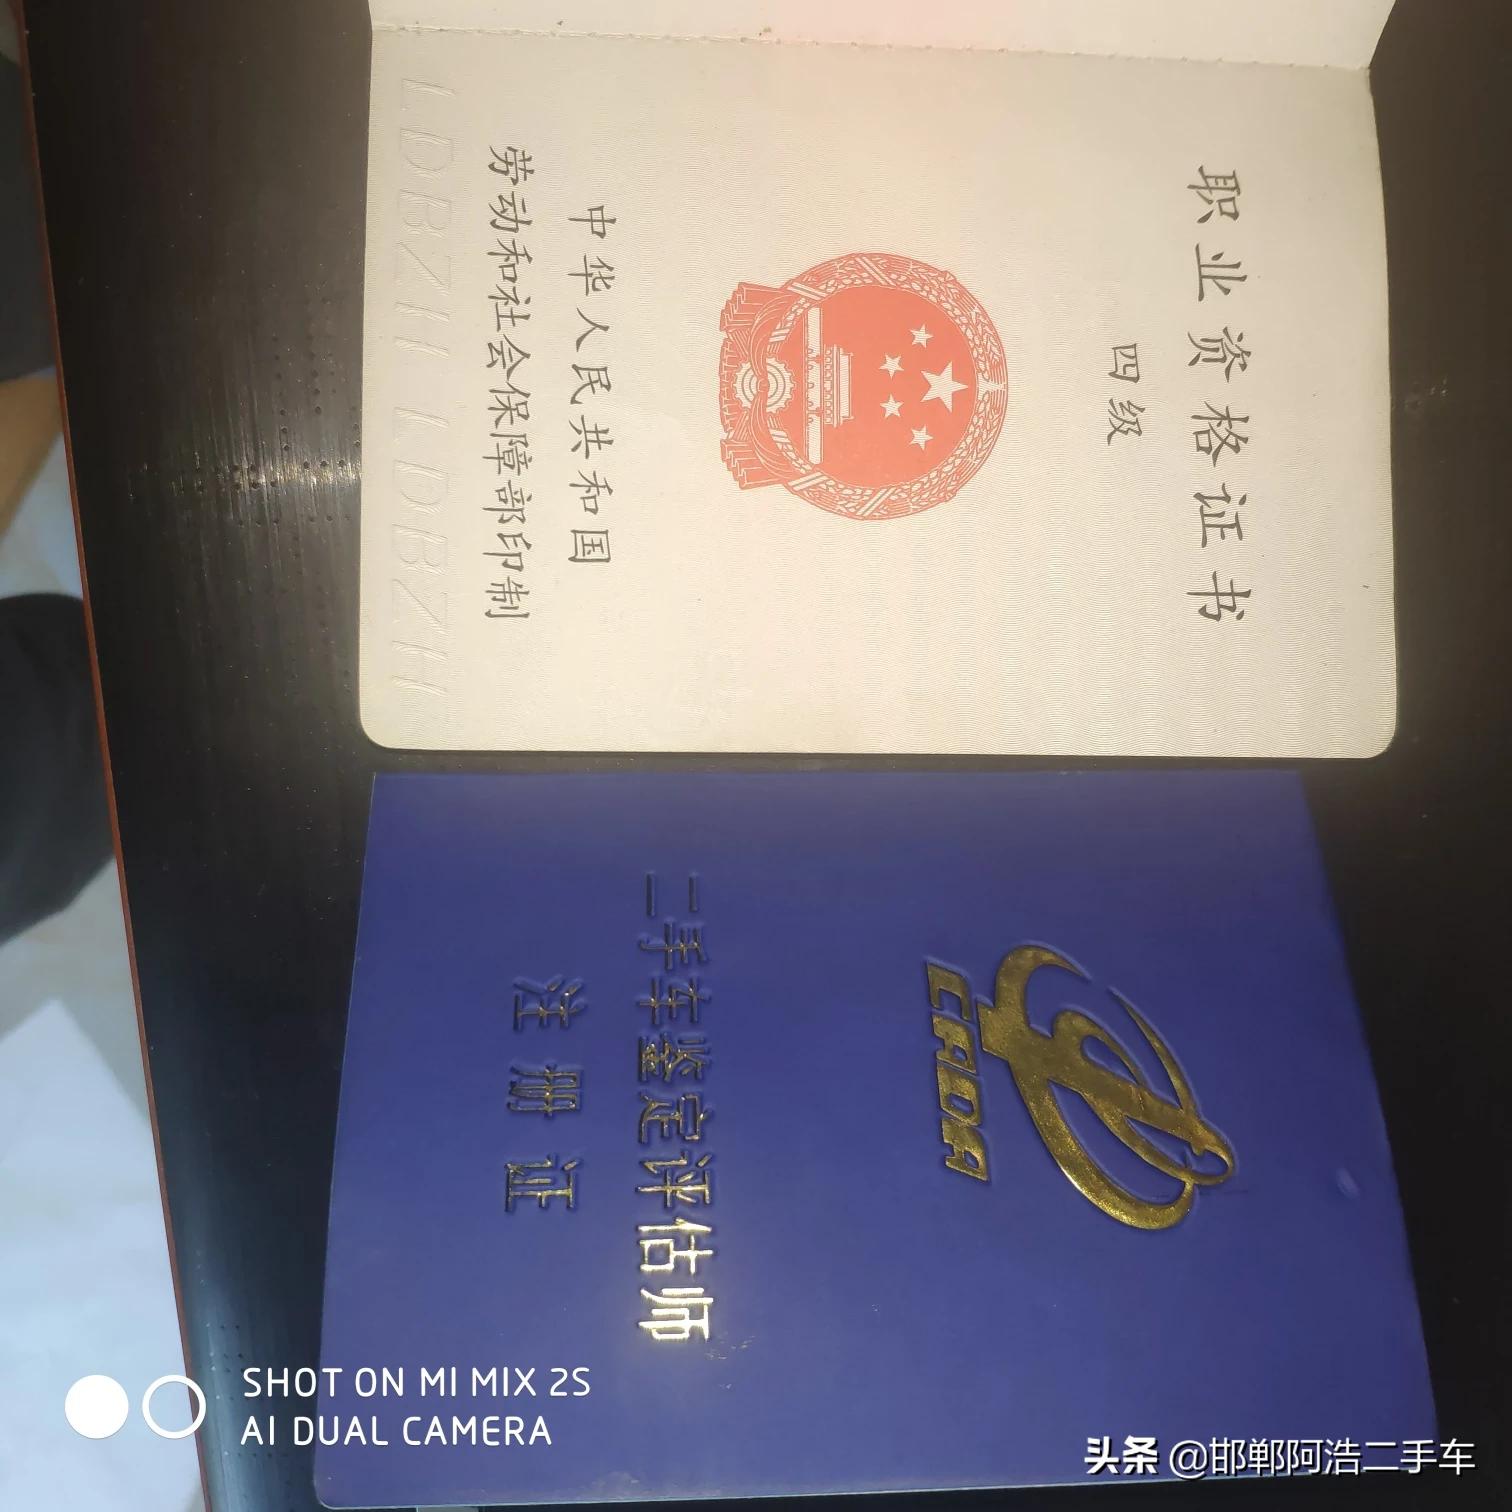 职业资格证书
四级
中华人民共和国
劳动和社会保障部印制
LDBZH LDBZH
CADA
二手车鉴定评估师
注册证
SHOT ON MI MIX 2S
AI DUAL CAMERA
头条 @邯郸阿浩二手车